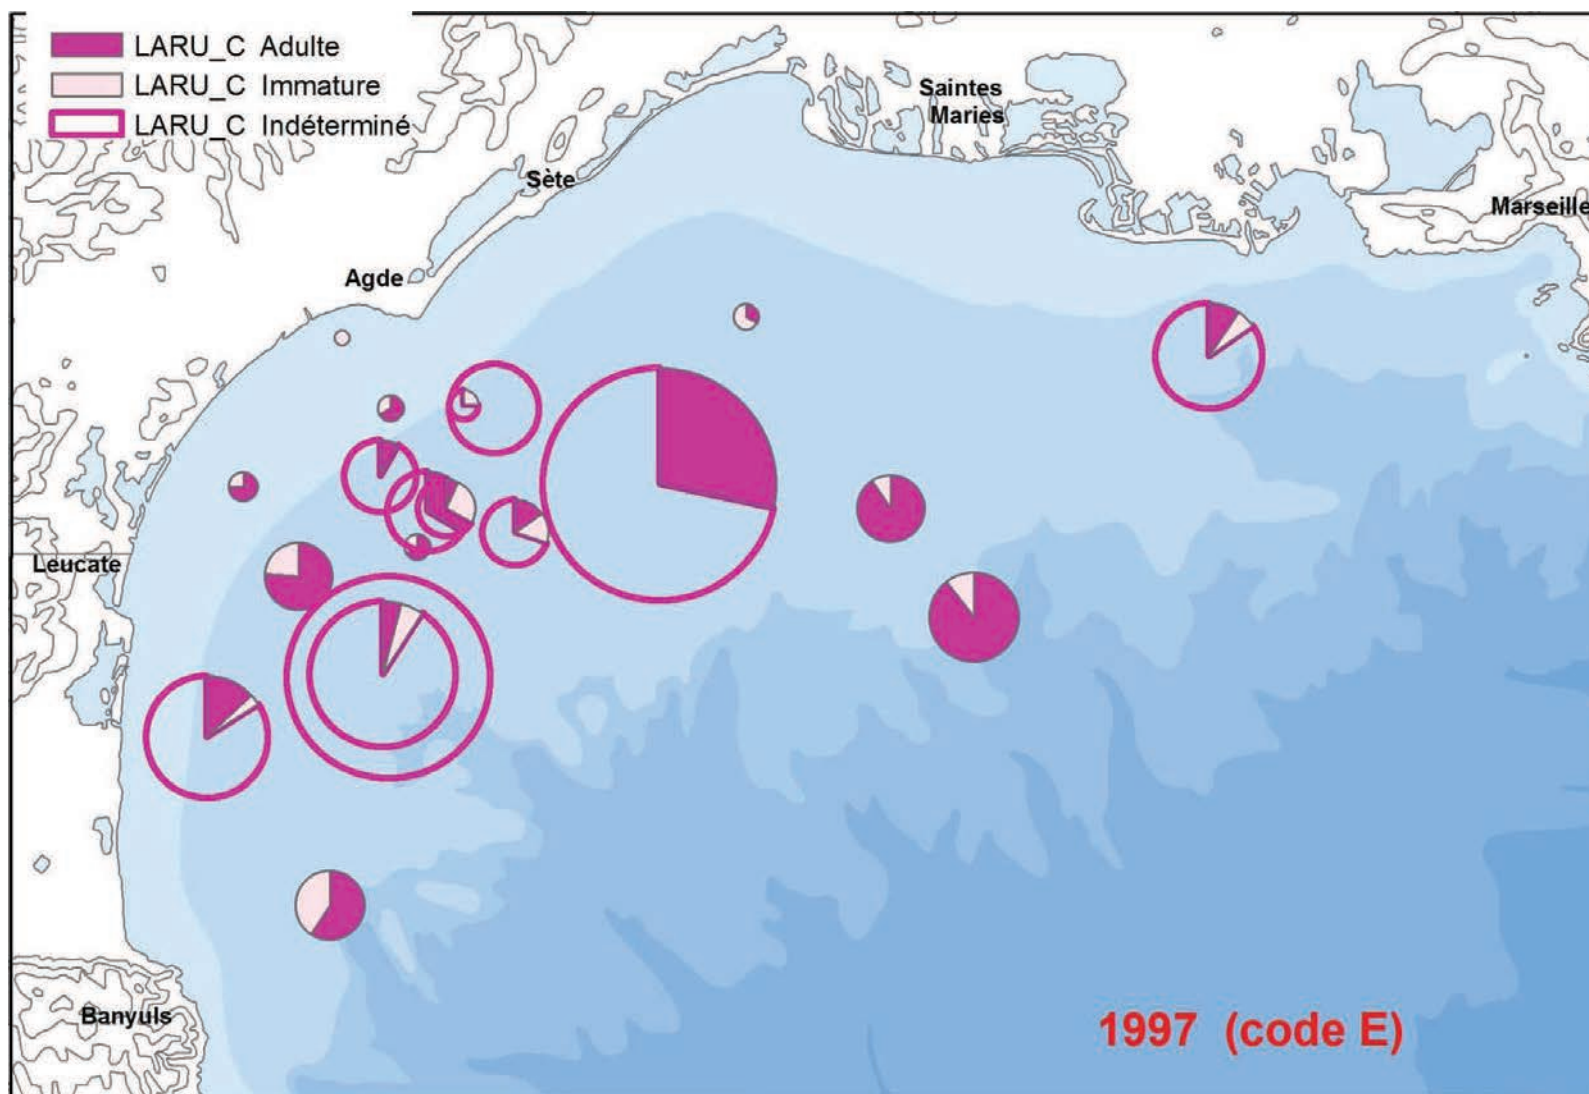 LARU_C Adulte
LARU_C Immature
LARU_C Indéterminé
Saintes
Maries
Sète
Marseille
Agde
Leucate
Banyuls
1997 (code E)